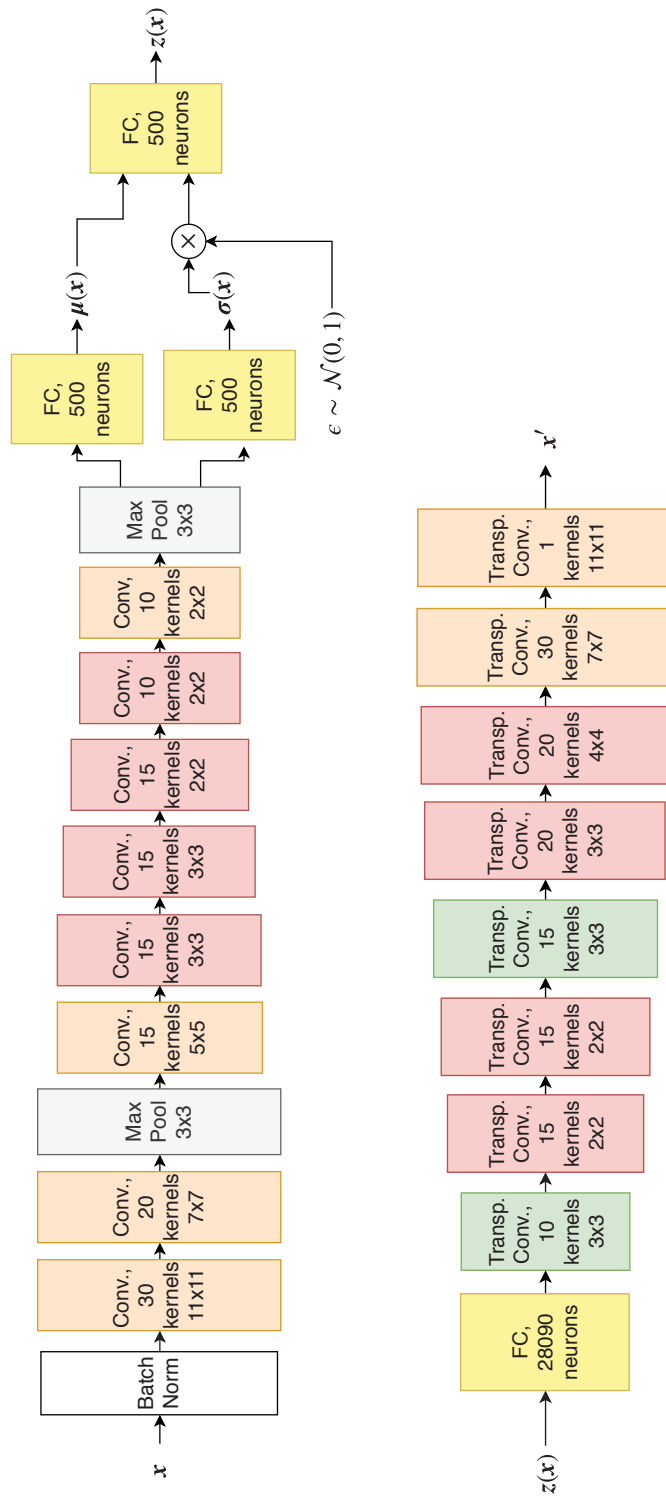 x
Batch
Norm
Conv.,
30
kernels
11x11
Conv.,
20
kernels
7x7
Max
Pool
3x3
Conv.,
15
kernels
5x5
Conv.,
15
kernels
3x3
Conv.,
15
kernels
3x3
Conv.,
15
kernels
2x2
Conv.,
10
kernels
2x2
Conv,
10
kernels
2x2
Max
Pool
3x3
FC,
500
neurons
μ(x)
FC,
500
neurons
σ(x)
ϵ ∼ 𝒩(0, 1)
×
FC,
500
neurons
z(x)
z(x)
FC,
28090
neurons
Transp.
Conv.,
10
kernels
3x3
Transp.
Conv.,
15
kernels
2x2
Transp.
Conv.,
15
kernels
2x2
Transp.
Conv.,
15
kernels
3x3
Transp.
Conv.,
20
kernels
3x3
Transp.
Conv.,
20
kernels
4x4
Transp.
Conv.,
30
kernels
7x7
Transp.
Conv.,
1
kernels
11x11
x′